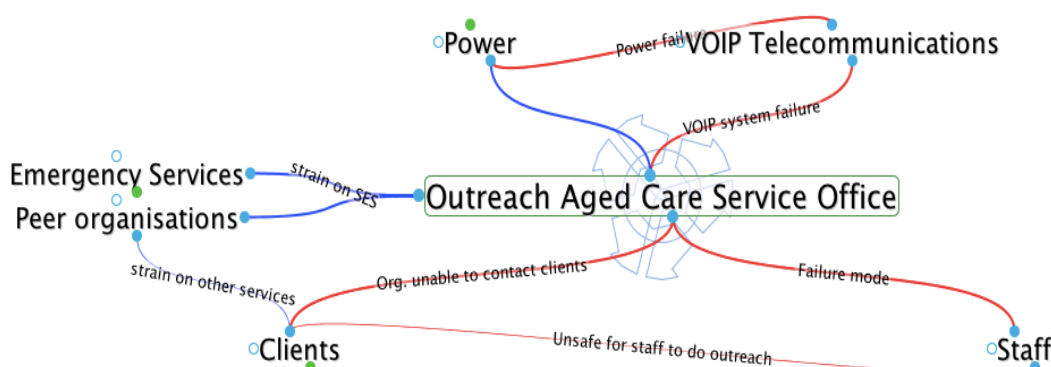 Power
Power failure
VOIP Telecommunications
VOIP system failure
Emergency Services
strain on SES
Outreach Aged Care Service Office
Peer organisations
strain on other services
Org. unable to contact clients
Failure mode
Clients
Unsafe for staff to do outreach
Staff